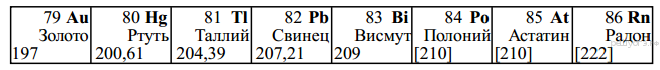 79 Au 80 Hg 81 Tl 82 Pb 83 Bi 84 Po 85 At 86 Rn
Золото Ртуть Таллий Свинец Висмут Полоний Астатин Радон
197 200,61 204,39 207,21 209 [210] [210] [222]